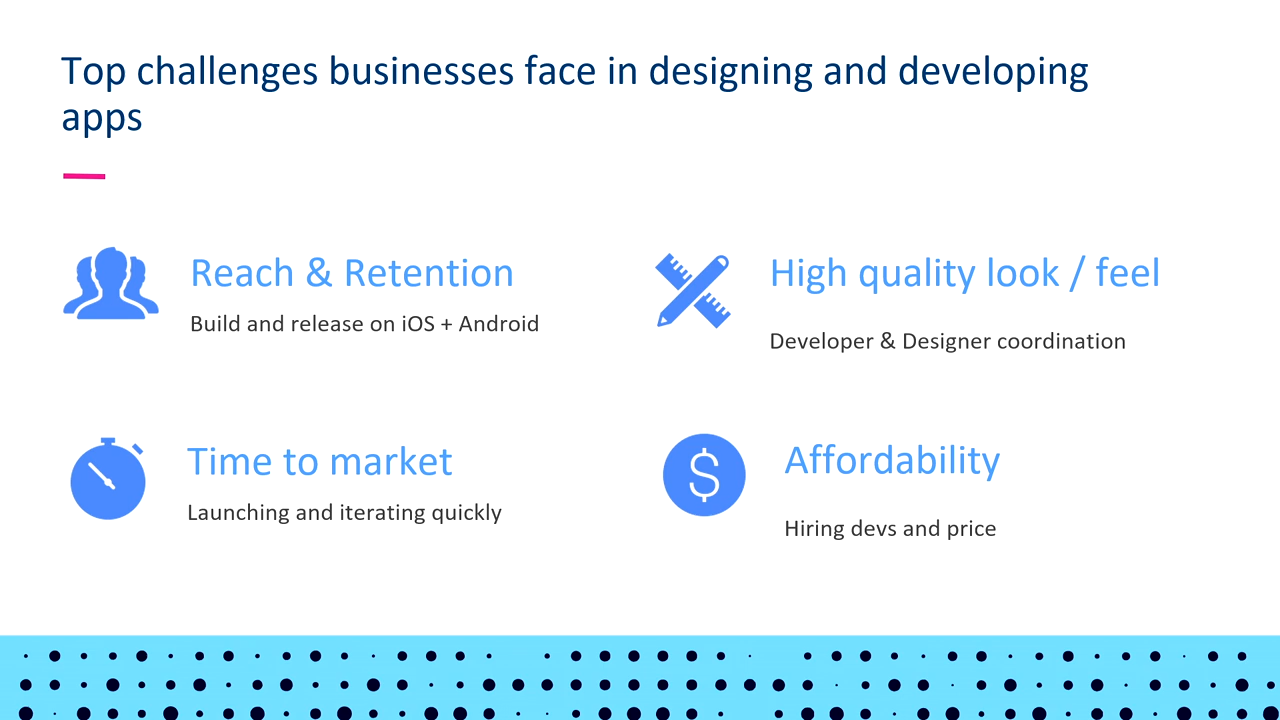 Top challenges businesses face in designing and developing
apps
Reach & Retention
Build and release on iOS + Android
High quality look / feel
Developer & Designer coordination
Time to market
Launching and iterating quickly
$
Affordability
Hiring devs and price